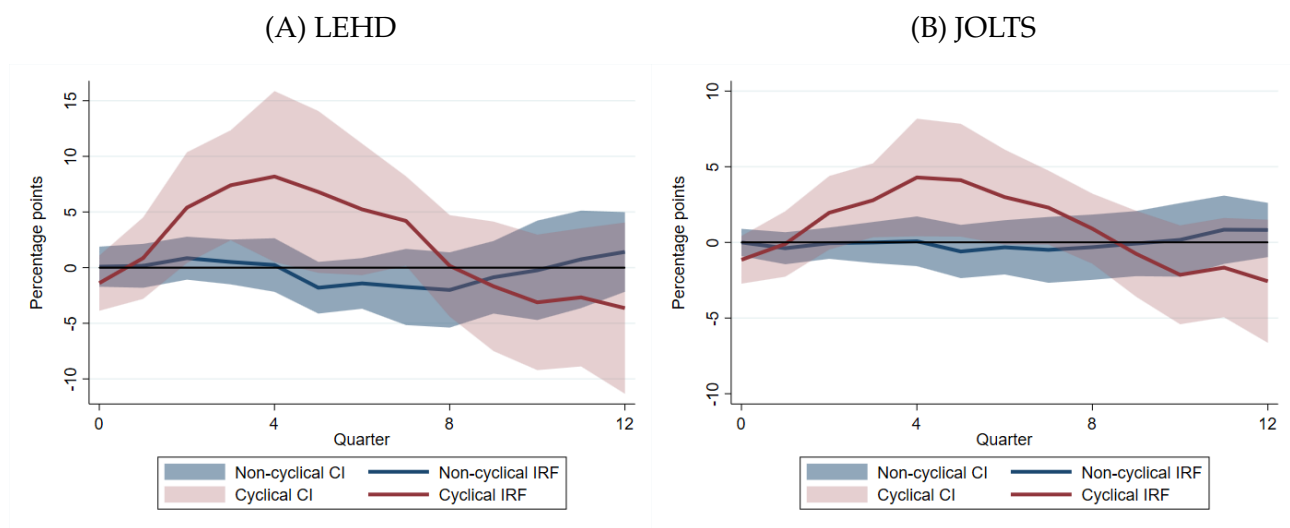 (A) LEHD
(B) JOLTS
Percentage points
15
10
5
0
-5
-10
0
4
8
12
Quarter
Non-cyclical CI
Non-cyclical IRF
Cyclical CI
Cyclical IRF
Percentage points
10
5
0
-5
-10
0
4
8
12
Quarter
Non-cyclical CI
Non-cyclical IRF
Cyclical CI
Cyclical IRF